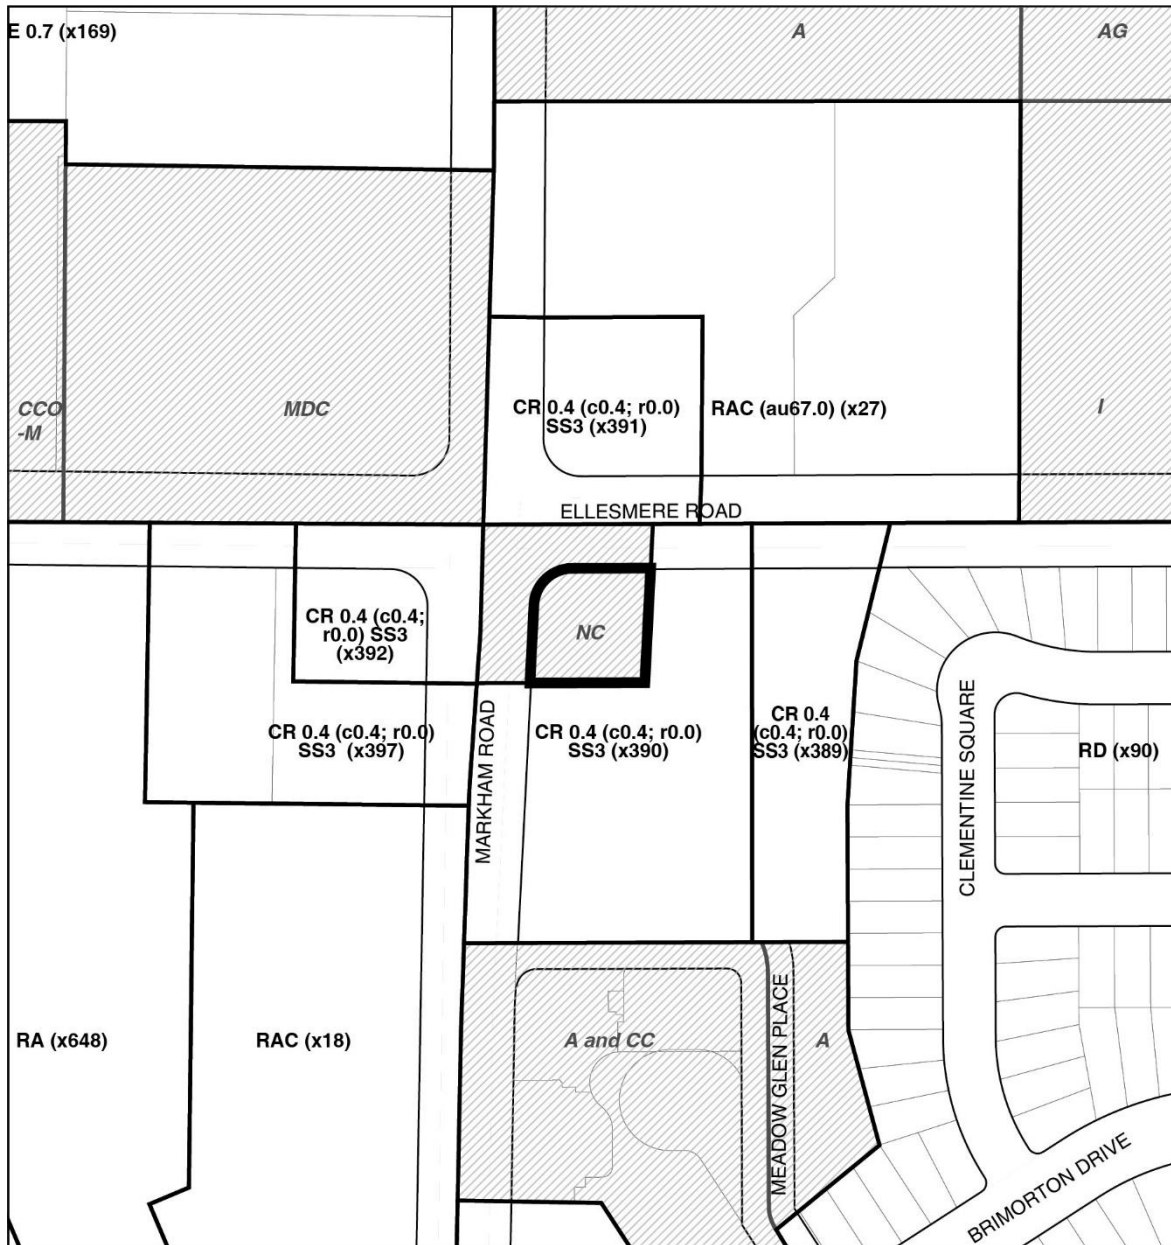 E 0.7 (x169)
A
AG
CCO
-M
MDC
CR 0.4 (c0.4; r0.0)
SS3 (x391)
RAC (au67.0) (x27)
I
ELLESMERE ROAD
CR 0.4 (c0.4;
r0.0) SS3
(x392)
NC
CR 0.4 (c0.4; r0.0)
SS3 (x397)
MARKHAM ROAD
CR 0.4 (c0.4; r0.0)
SS3 (x390)
CR 0.4
(c0.4; r0.0)
SS3 (x389)
CLEMENTINE SQUARE
RD (x90)
RA (x648)
RAC (x18)
A and CC
MEADOW GLEN PLACE
A
BRIMORTON DRIVE